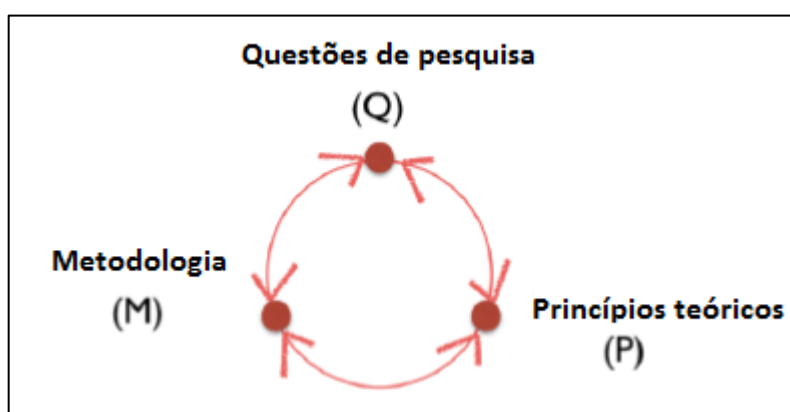 Questões de pesquisa
(Q)
Metodologia
(M)
Princípios teóricos
(P)